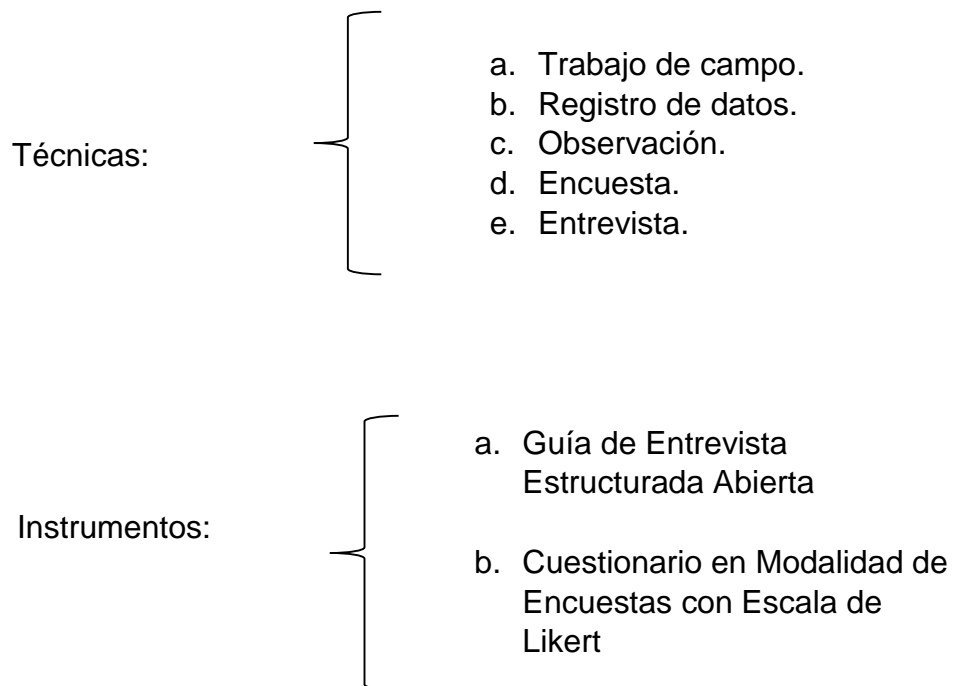 Técnicas:
a. Trabajo de campo.
b. Registro de datos.
c. Observación.
d. Encuesta.
e. Entrevista.
Instrumentos:
a. Guía de Entrevista
Estructurada Abierta
b. Cuestionario en Modalidad de
Encuestas con Escala de
Likert